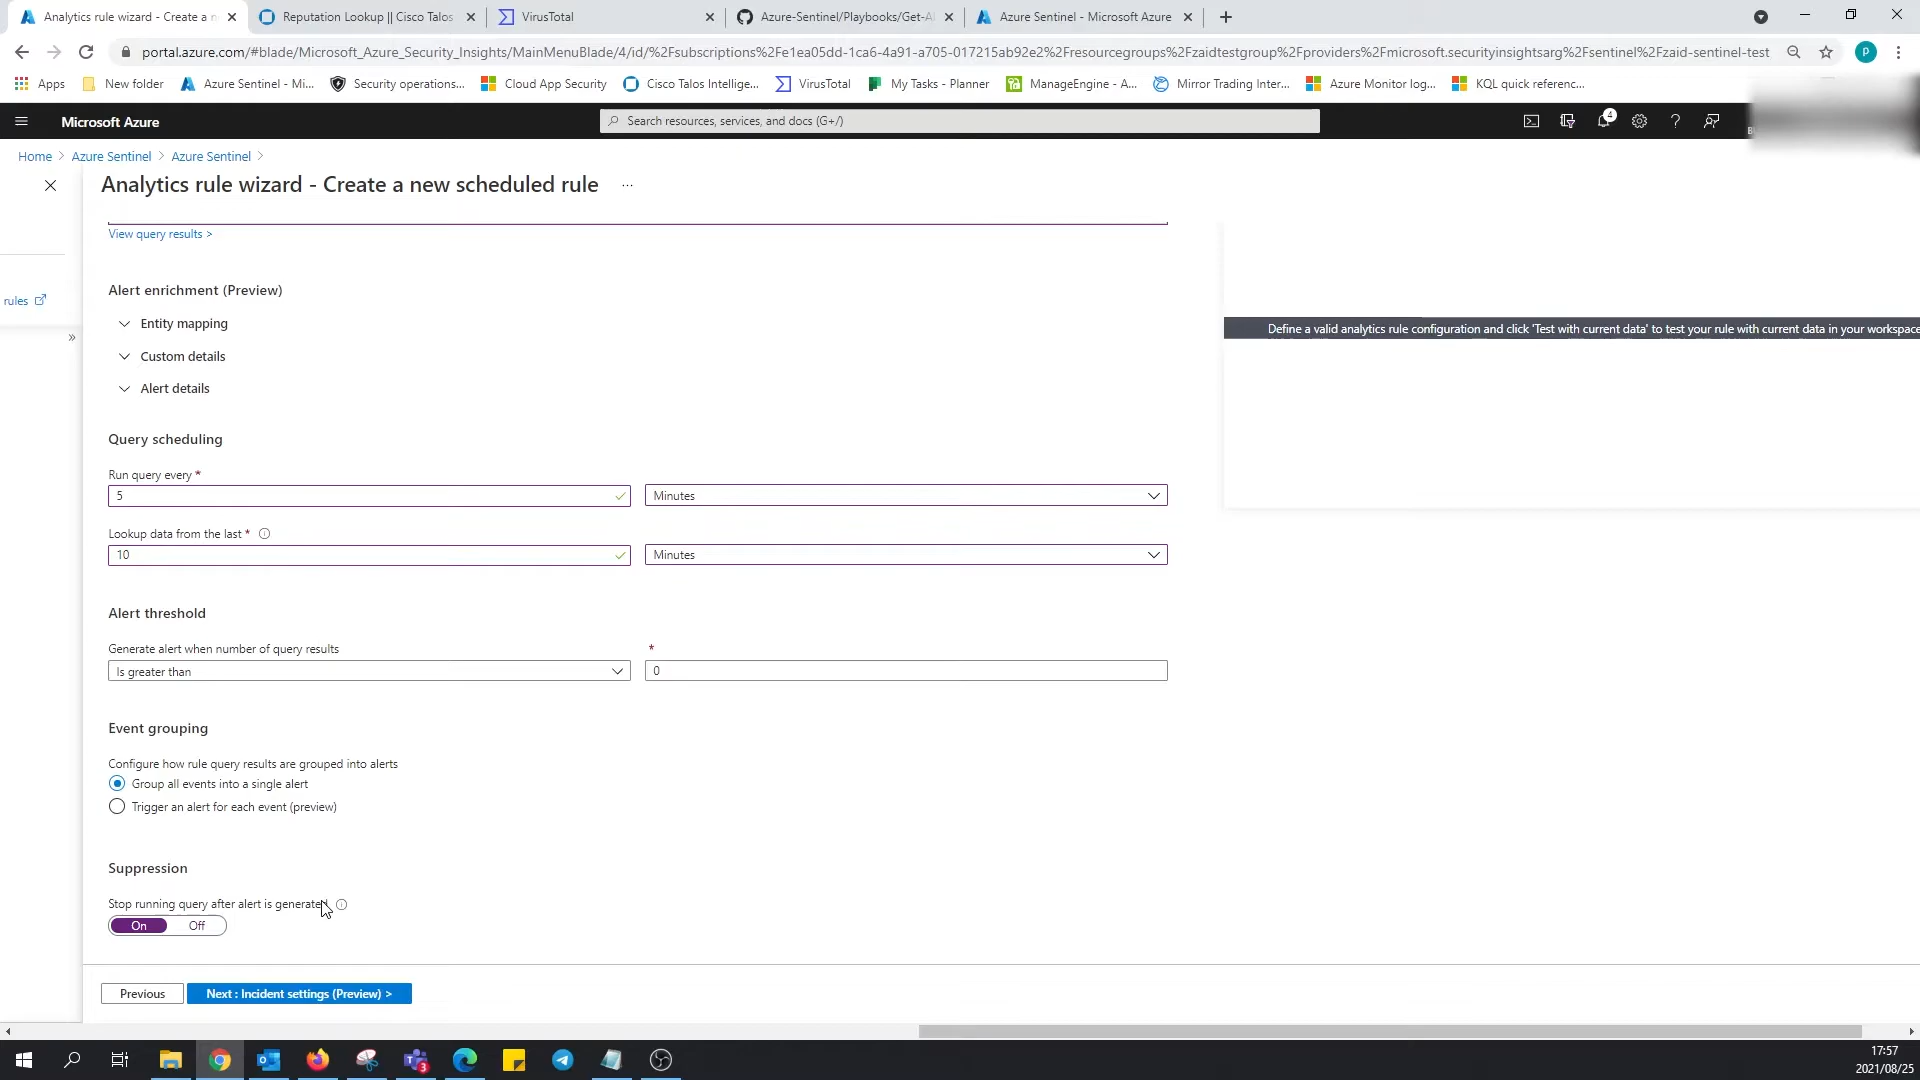 Analytics rule wizard - Create a n
Reputation Lookup || Cisco Talos
VirusTotal
Azure-Sentinel/Playbooks/Get-Al
Azure Sentinel - Microsoft Azure
portal.azure.com/#blade/Microsoft_Azure_Security_Insights/MainMenuBlade/4/id/%2Fsubscriptions%2Fe1ea05dd-1ca6-4a91-a705-017215ab92e2%2Fresourcegroups%2Fzaidtestgroup%2Fproviders%2Fmicrosoft.securityinsightsarg%2Fsentinel%2Fzaid-sentinel-test
P
Apps
New folder
Azure Sentinel - Mi...
Security operations...
Cloud App Security
Cisco Talos Intellige...
VirusTotal
My Tasks - Planner
ManageEngine - A...
Mirror Trading Inter...
Azure Monitor log...
KQL quick referenc...
Microsoft Azure
Search resources, services, and docs (G+/)
4
Home > Azure Sentinel > Azure Sentinel >
Analytics rule wizard - Create a new scheduled rule ...
View query results >
Alert enrichment (Preview)
rules
Entity mapping
Define a valid analytics rule configuration and click 'Test with current data' to test your rule with current data in your workspace
Custom details
Alert details
Query scheduling
Run query every *
5
Minutes
Lookup data from the last *
10
Minutes
Alert threshold
Generate alert when number of query results
*
Is greater than
0
Event grouping
Configure how rule query results are grouped into alerts
Group all events into a single alert
Trigger an alert for each event (preview)
Suppression
Stop running query after alert is generated
On
Off
Previous
Next : Incident settings (Preview) >
3
17:57
2021/08/25